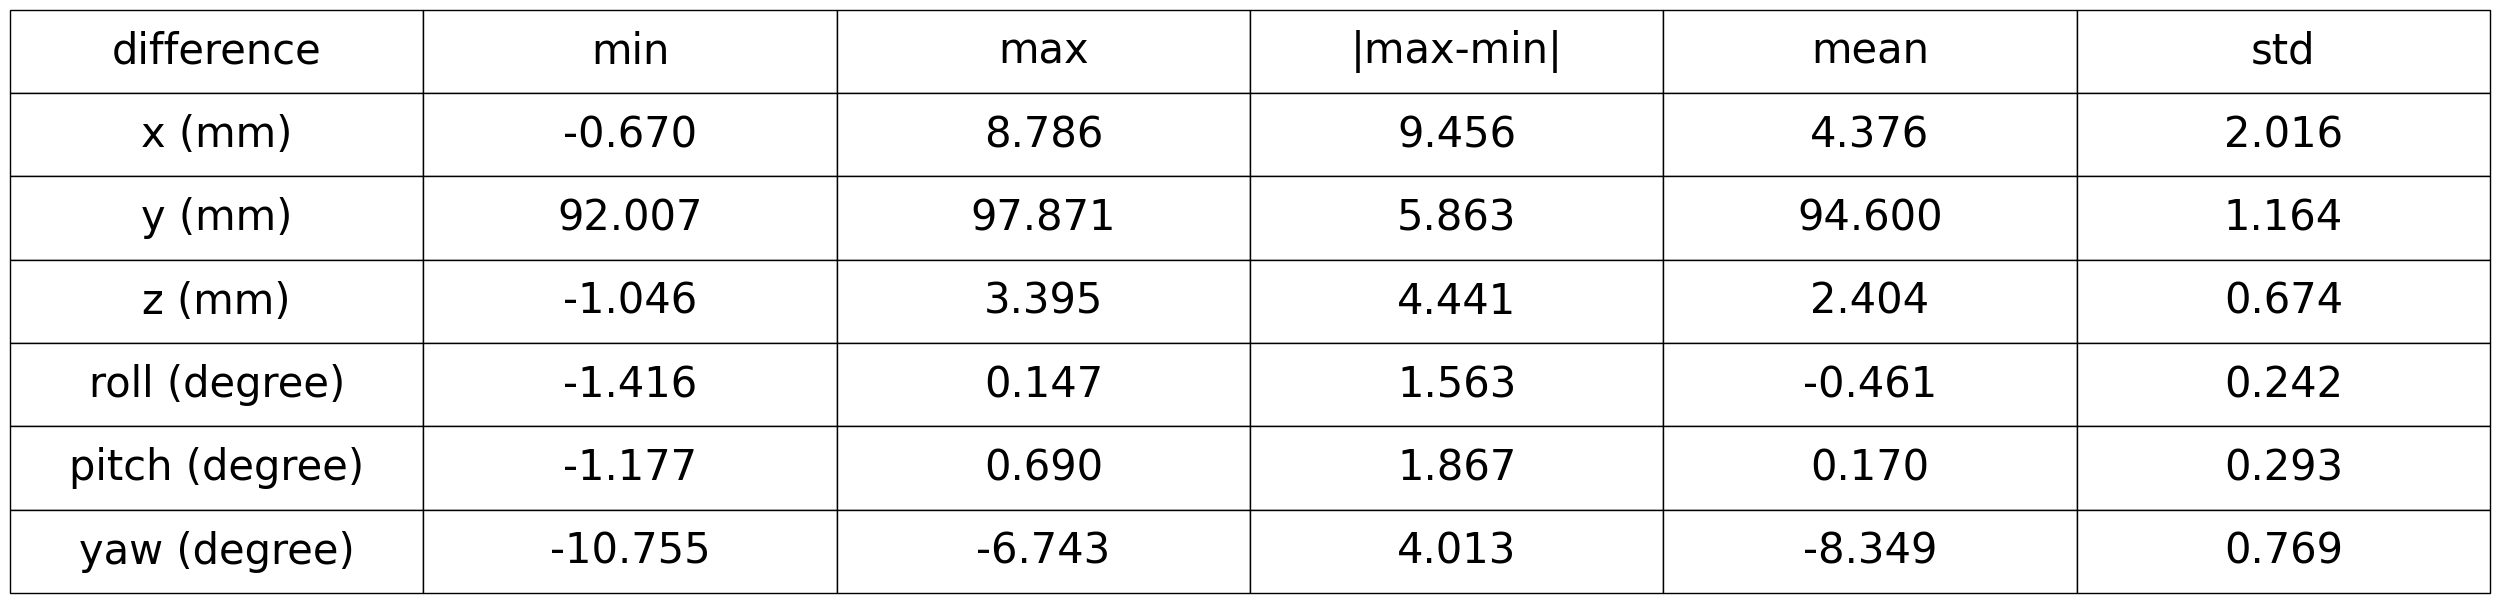 difference min max |max-min| mean std
x (mm) -0.670 8.786 9.456 4.376 2.016
y (mm) 92.007 97.871 5.863 94.600 1.164
z (mm) -1.046 3.395 4.441 2.404 0.674
roll (degree) -1.416 0.147 1.563 -0.461 0.242
pitch (degree) -1.177 0.690 1.867 0.170 0.293
yaw (degree) -10.755 -6.743 4.013 -8.349 0.769